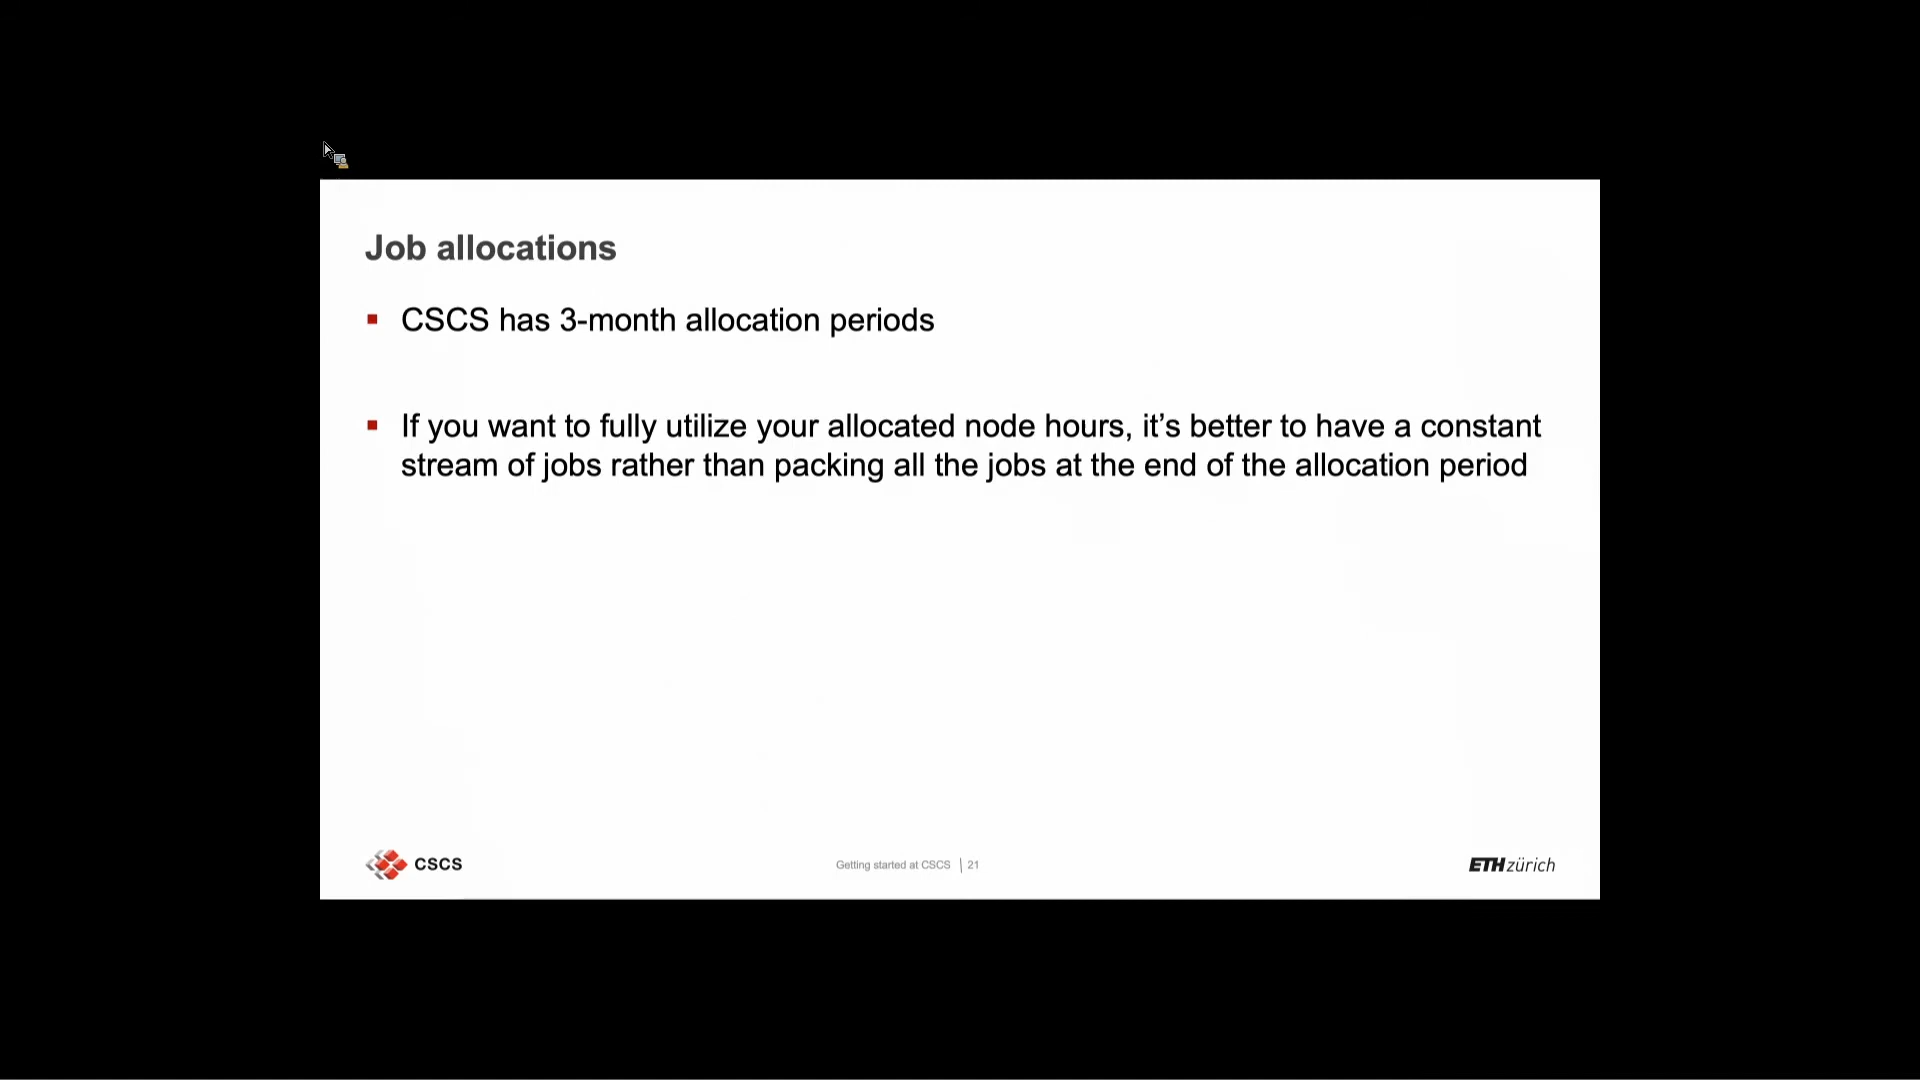 Job allocations
CSCS has 3-month allocation periods
If you want to fully utilize your allocated node hours, it’s better to have a constant
stream of jobs rather than packing all the jobs at the end of the allocation period
CSCS
Getting started at CSCS | 21
ETH zürich